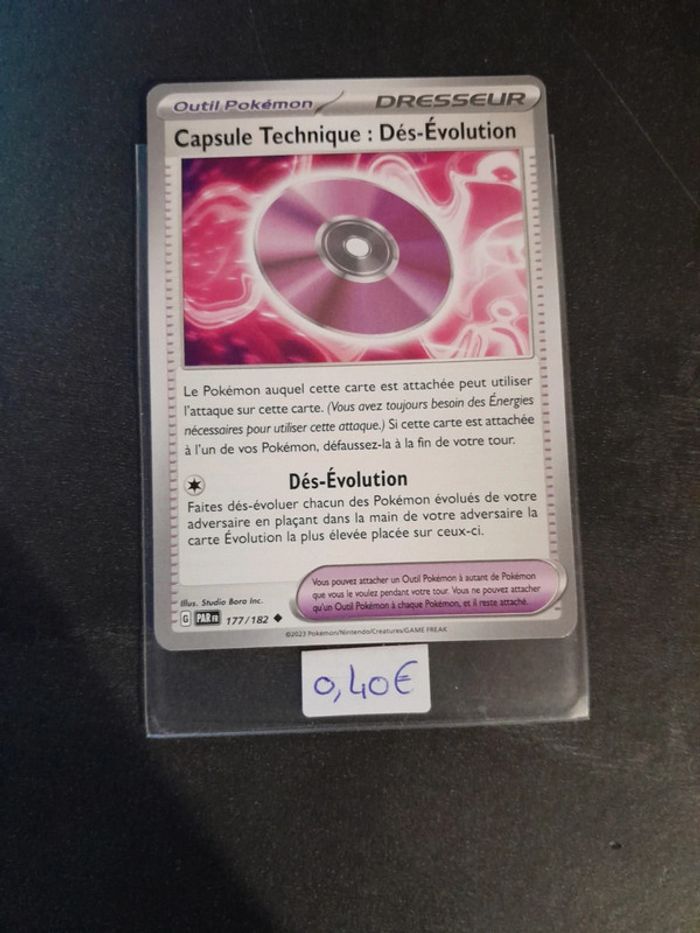 Outil Pokémon DRESSEUR
Capsule Technique : Dés-Évolution
Le Pokémon auquel cette carte est attachée peut utiliser
l'attaque sur cette carte. (Vous avez toujours besoin des Énergies
nécessaires pour utiliser cette attaque.) Si cette carte est attachée
à l'un de vos Pokémon, défaussez-la à la fin de votre tour.
Dés-Évolution
Faites dés-évoluer chacun des Pokémon évolués de votre
adversaire en plaçant dans la main de votre adversaire la
carte Évolution la plus élevée placée sur ceux-ci.
Vous pouvez attacher un Outil Pokémon à autant de Pokémon
que vous le voulez pendant votre tour. Vous ne pouvez attacher
qu'un Outil Pokémon à chaque Pokémon, et il reste attaché.
Illus. Studio Bora Inc.
G PAR FR 177/182
©2023 Pokémon/Nintendo/Creatures/GAME FREAK
0,40€